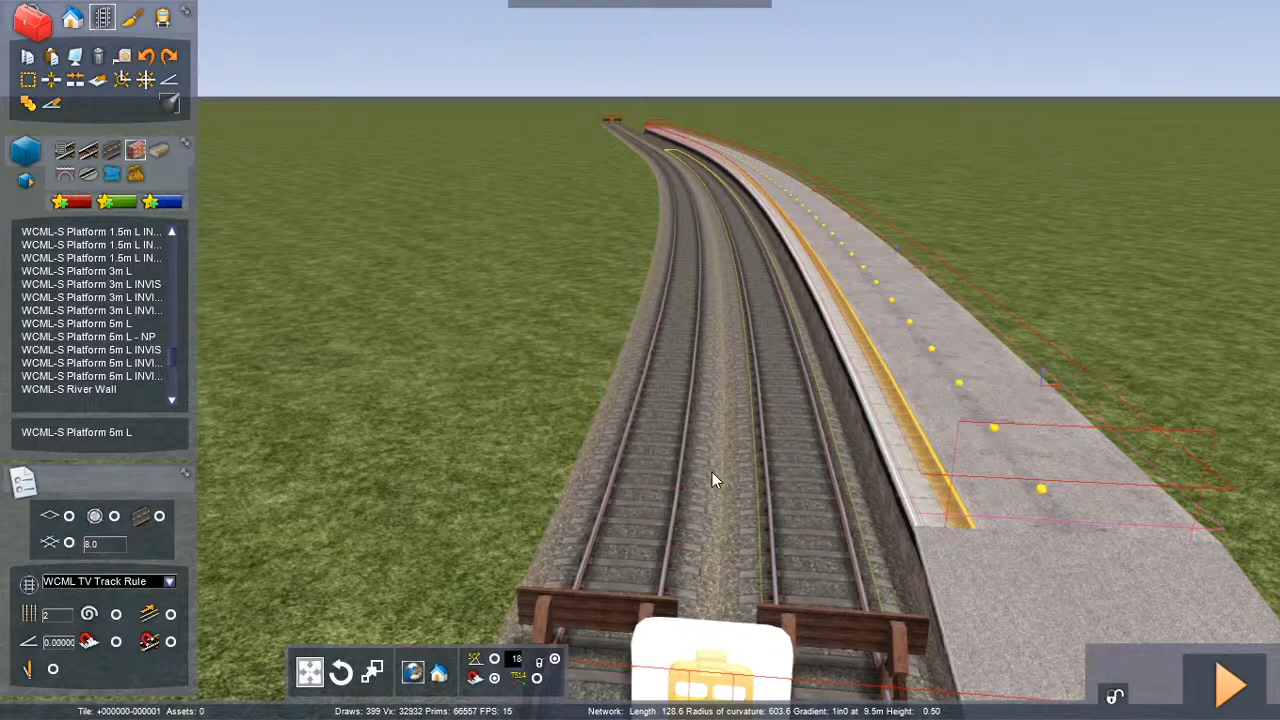 WCML-S Platform 1.5m L IN...
WCML-S Platform 1.5m L IN...
WCML-S Platform 1.5m L IN...
WCML-S Platform 3m L
WCML-S Platform 3m L INVIS
WCML-S Platform 3m L INVI...
WCML-S Platform 3m L INVI...
WCML-S Platform 5m L
WCML-S Platform 5m L - NP
WCML-S Platform 5m L INVIS
WCML-S Platform 5m L INVI...
WCML-S Platform 5m L INVI...
WCML-S River Wall
WCML-S Platform 5m L
8.0
WCML TV Track Rule
2
0.00000
18
TS14
Tile: +000000-000001 Assets: 0 Draws: 399 Vis: 32932 Prims: 66557 FPS: 15 Network: Length 128.6 Radius of curvature: 603.6 Gradient: 1in0 at 9.5m Height: 0.50